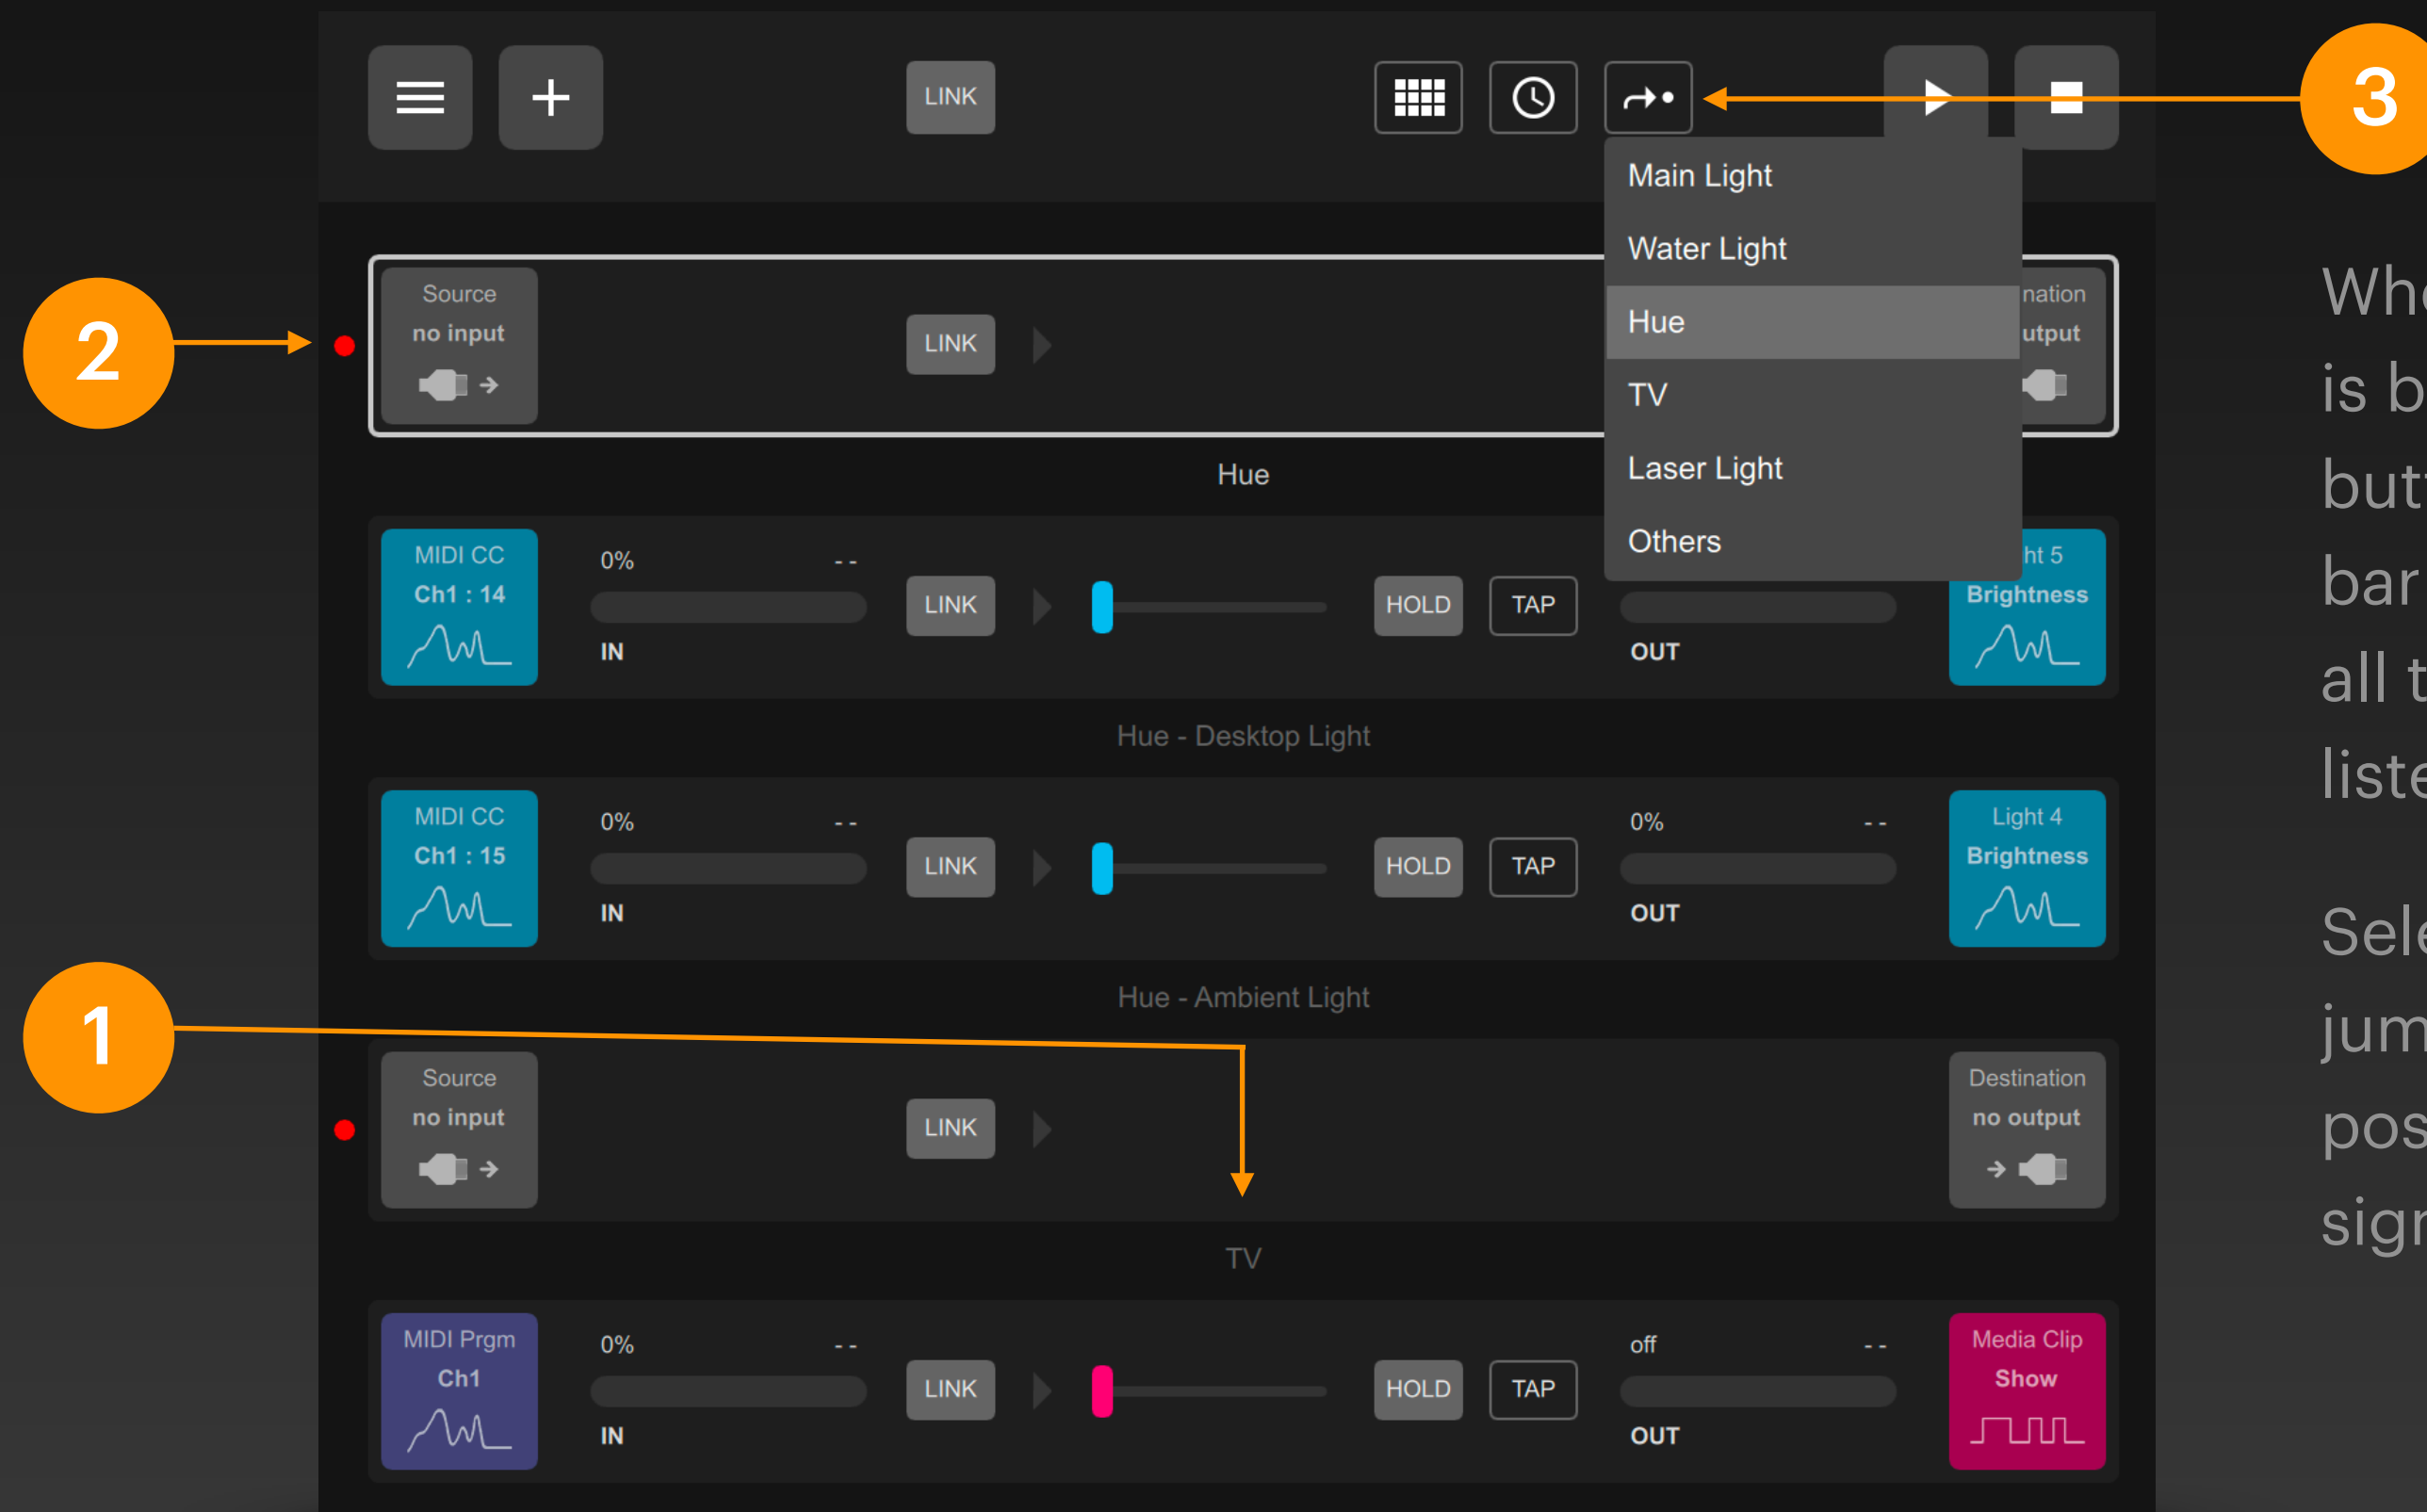 LINK
3
Main Light
Water Light
Hue
TV
Laser Light
Others
2
Source
no input
LINK
nation
utput
Hue
MIDI CC
Ch1 : 14
0% --
IN
LINK
HOLD
TAP
OUT
ht 5
Brightness
Hue - Desktop Light
MIDI CC
Ch1 : 15
0% --
IN
LINK
HOLD
TAP
0% --
OUT
Light 4
Brightness
Hue - Ambient Light
1
Source
no input
LINK
Destination
no output
TV
MIDI Prgm
Ch1
0% --
IN
LINK
HOLD
TAP
off --
OUT
Media Clip
Show
is b
bar
all t